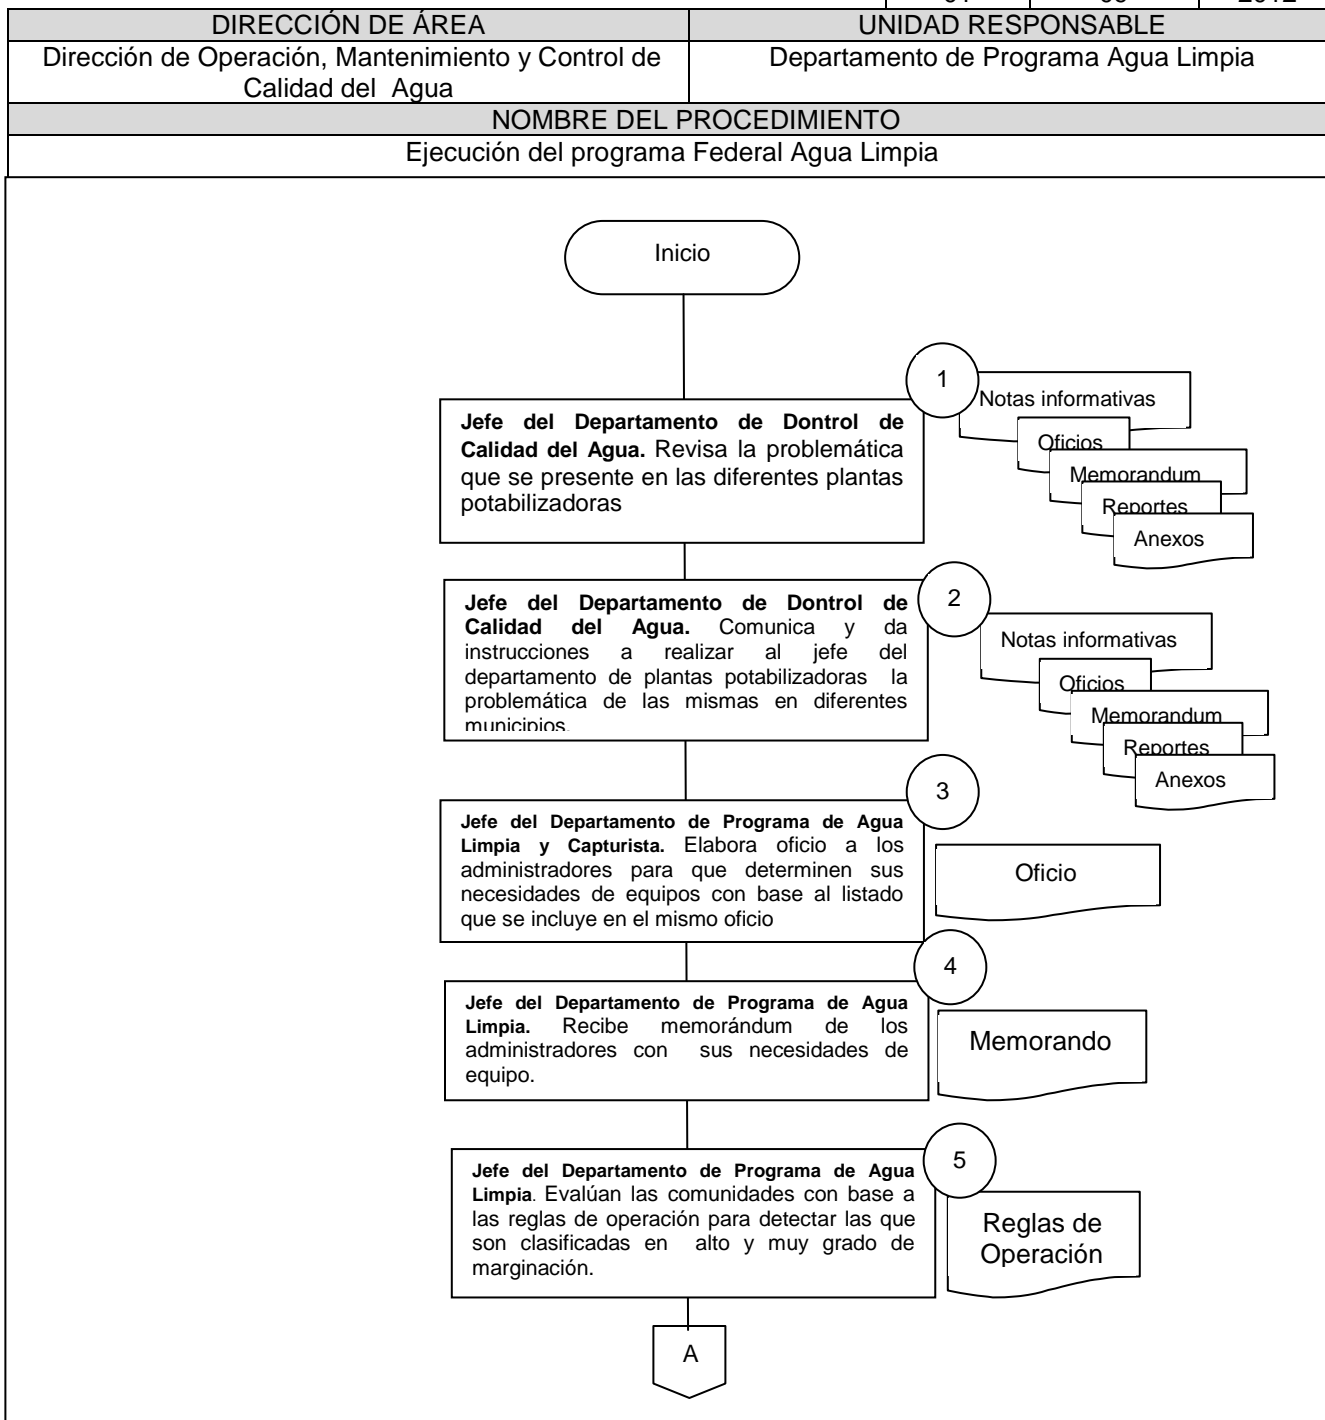 DIRECCIÓN DE ÁREA
UNIDAD RESPONSABLE
Dirección de Operación, Mantenimiento y Control de
Calidad del Agua
Departamento de Programa Agua Limpia
NOMBRE DEL PROCEDIMIENTO
Ejecución del programa Federal Agua Limpia
Inicio
1
Jefe del Departamento de Dontrol de
Calidad del Agua. Revisa la problemática
que se presente en las diferentes plantas
potabilizadoras
Notas informativas
Oficios
Memorandum
Reportes
Anexos
2
Jefe del Departamento de Dontrol de
Calidad del Agua. Comunica y da
instrucciones a realizar al jefe del
departamento de plantas potabilizadoras la
problemática de las mismas en diferentes
municipios.
Notas informativas
Oficios
Memorandum
Reportes
Anexos
3
Jefe del Departamento de Programa de Agua
Limpia y Capturista. Elabora oficio a los
administradores para que determinen sus
necesidades de equipos con base al listado
que se incluye en el mismo oficio
Oficio
4
Jefe del Departamento de Programa de Agua
Limpia. Recibe memorándum de los
administradores con sus necesidades de
equipo.
Memorando
5
Jefe del Departamento de Programa de Agua
Limpia. Evalúan las comunidades con base a
las reglas de operación para detectar las que
son clasificadas en alto y muy grado de
marginación.
Reglas de
Operación
A